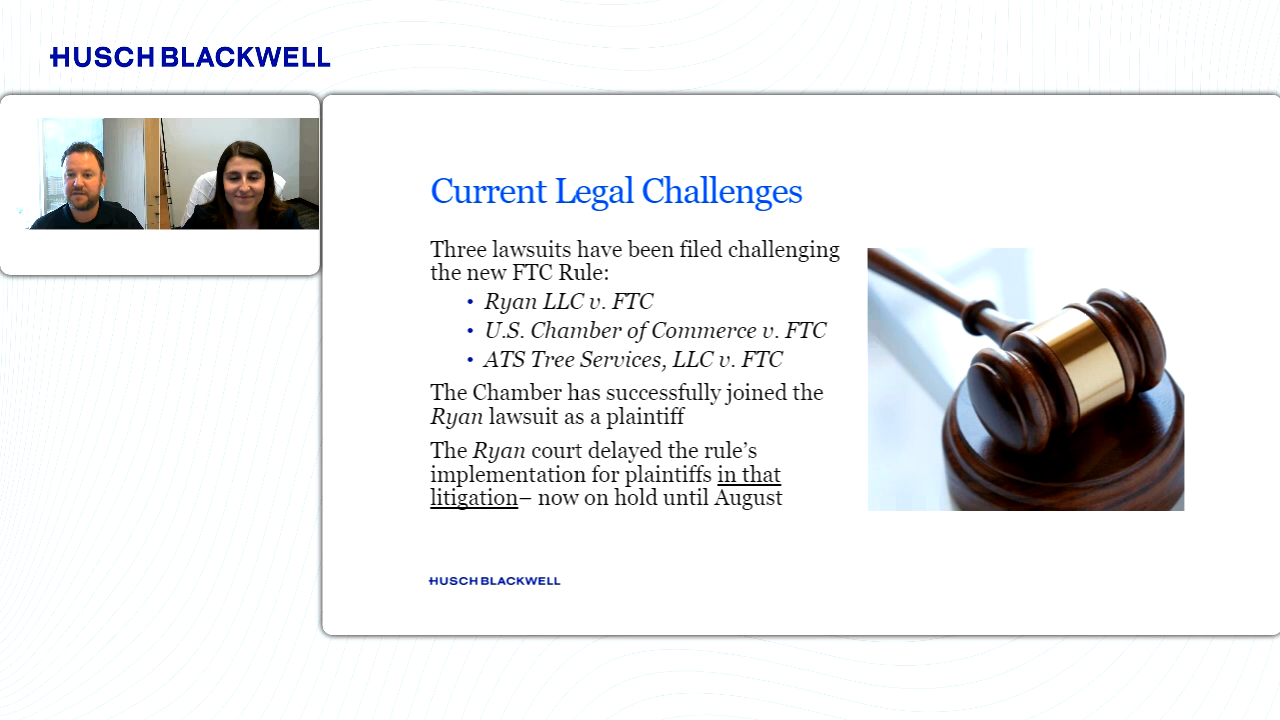 HUSCH BLACKWELL
Current Legal Challenges
Three lawsuits have been filed challenging
the new FTC Rule:
• Ryan LLC v. FTC
• U.S. Chamber of Commerce v. FTC
• ATS Tree Services, LLC v. FTC
The Chamber has successfully joined the
Ryan lawsuit as a plaintiff
The Ryan court delayed the rule’s
implementation for plaintiffs in that
litigation– now on hold until August
HUSCH BLACKWELL